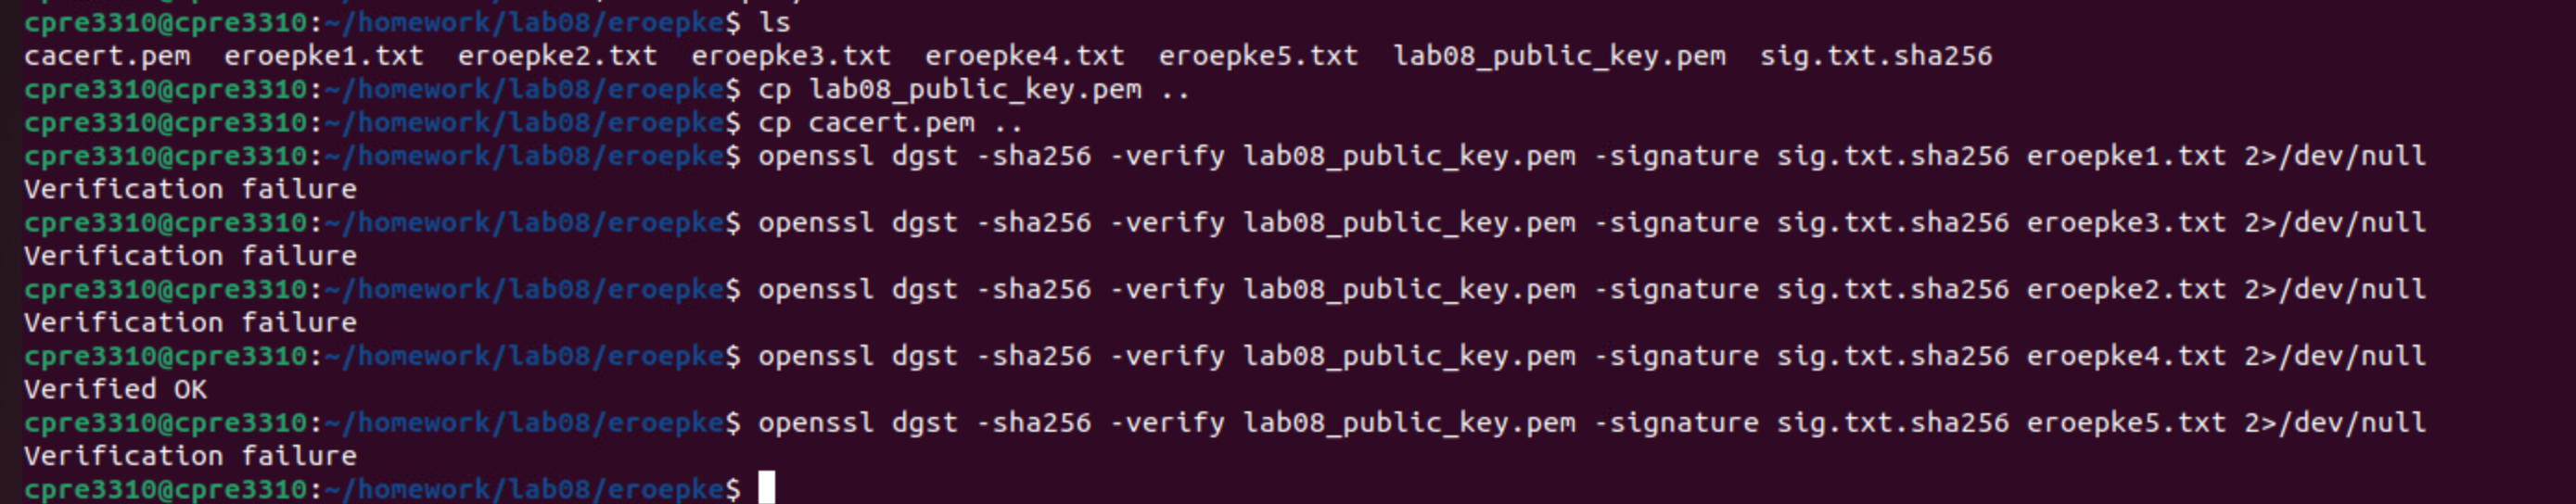 cpre3310@cpre3310:~/homework/lab08/eroepke$ ls
cacert.pem  eroepke1.txt  eroepke2.txt  eroepke3.txt  eroepke4.txt  eroepke5.txt  lab08_public_key.pem  sig.txt.sha256
cpre3310@cpre3310:~/homework/lab08/eroepke$ cp lab08_public_key.pem ..
cpre3310@cpre3310:~/homework/lab08/eroepke$ cp cacert.pem ..
cpre3310@cpre3310:~/homework/lab08/eroepke$ openssl dgst -sha256 -verify lab08_public_key.pem -signature sig.txt.sha256 eroepke1.txt 2>/dev/null
Verification failure
cpre3310@cpre3310:~/homework/lab08/eroepke$ openssl dgst -sha256 -verify lab08_public_key.pem -signature sig.txt.sha256 eroepke3.txt 2>/dev/null
Verification failure
cpre3310@cpre3310:~/homework/lab08/eroepke$ openssl dgst -sha256 -verify lab08_public_key.pem -signature sig.txt.sha256 eroepke2.txt 2>/dev/null
Verification failure
cpre3310@cpre3310:~/homework/lab08/eroepke$ openssl dgst -sha256 -verify lab08_public_key.pem -signature sig.txt.sha256 eroepke4.txt 2>/dev/null
Verified OK
cpre3310@cpre3310:~/homework/lab08/eroepke$ openssl dgst -sha256 -verify lab08_public_key.pem -signature sig.txt.sha256 eroepke5.txt 2>/dev/null
Verification failure
cpre3310@cpre3310:~/homework/lab08/eroepke$